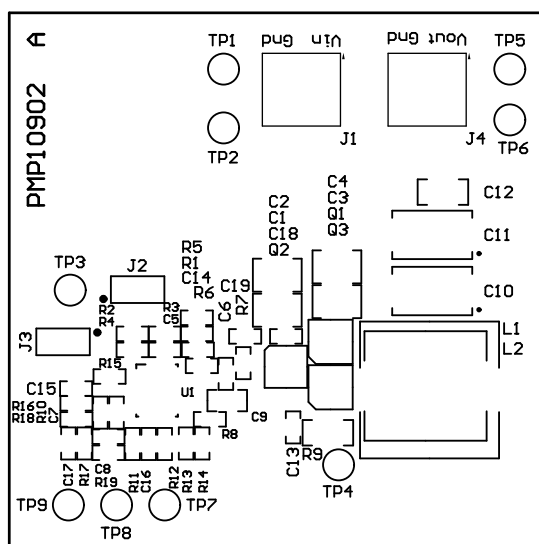 PMP10902 A
TP1
Gnd Vin
Gnd Vout
TP5
J1
J4
TP2
TP6
C4
C3
Q1
Q3
C2
C1
C18
Q2
C12
C11
C10
R5
R1
C14
R6
C19
C6
R7
TP3
J2
R2
R4
R3
C5
J3
L1
L2
R15
U1
C15
R16
R18
R10
C7
C9
R8
C13
R9
C17
R17
C8
R19
R11
C16
R12
R13
R14
TP4
TP9
TP8
TP7